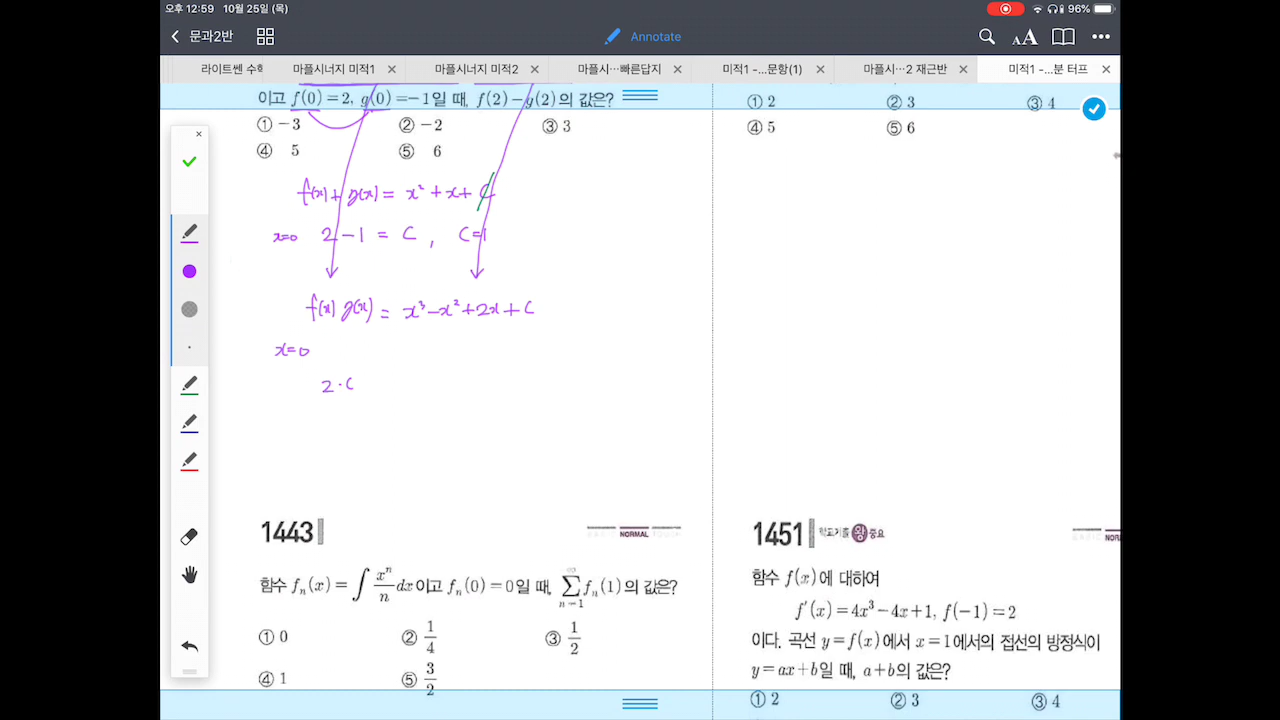 오후 12:59 10월 25일 (목)
96%
문과2반
Annotate
AA
라이트쎈 수학
마플시너지 미적1 ×
마플시너지 미적2 ×
마플시…빠른답지 ×
미적1 -…문항(1) ×
마플시…2 재근반 ×
미적1 -…분 터프 ×
이고 f(0)=2, g(0)=-1일 때, f(2)-g(2)의 값은?
① -3 ② -2 ③ 3
④ 5 ⑤ 6
f(x)+g(x)= x²+x+C
x=0 2-1 = C , C=1
f(x)g(x)= x³-x²+2x+C
x=0
2·(
1443
NORMAL
함수 fₙ(x)=∫xⁿ/n dx이고 fₙ(0)=0일 때, ∑(n=1 ∞) fₙ(1)의 값은?
① 0 ② 1/4 ③ 1/2
④ 1 ⑤ 3/2
① 2 ② 3 ③ 4
④ 5 ⑤ 6
1451
학교기출 왕 중요
함수 f(x)에 대하여
f′(x)=4x³-4x+1, f(-1)=2
이다. 곡선 y=f(x)에서 x=1에서의 접선의 방정식이
y=ax+b일 때, a+b의 값은?
① 2 ② 3 ③ 4